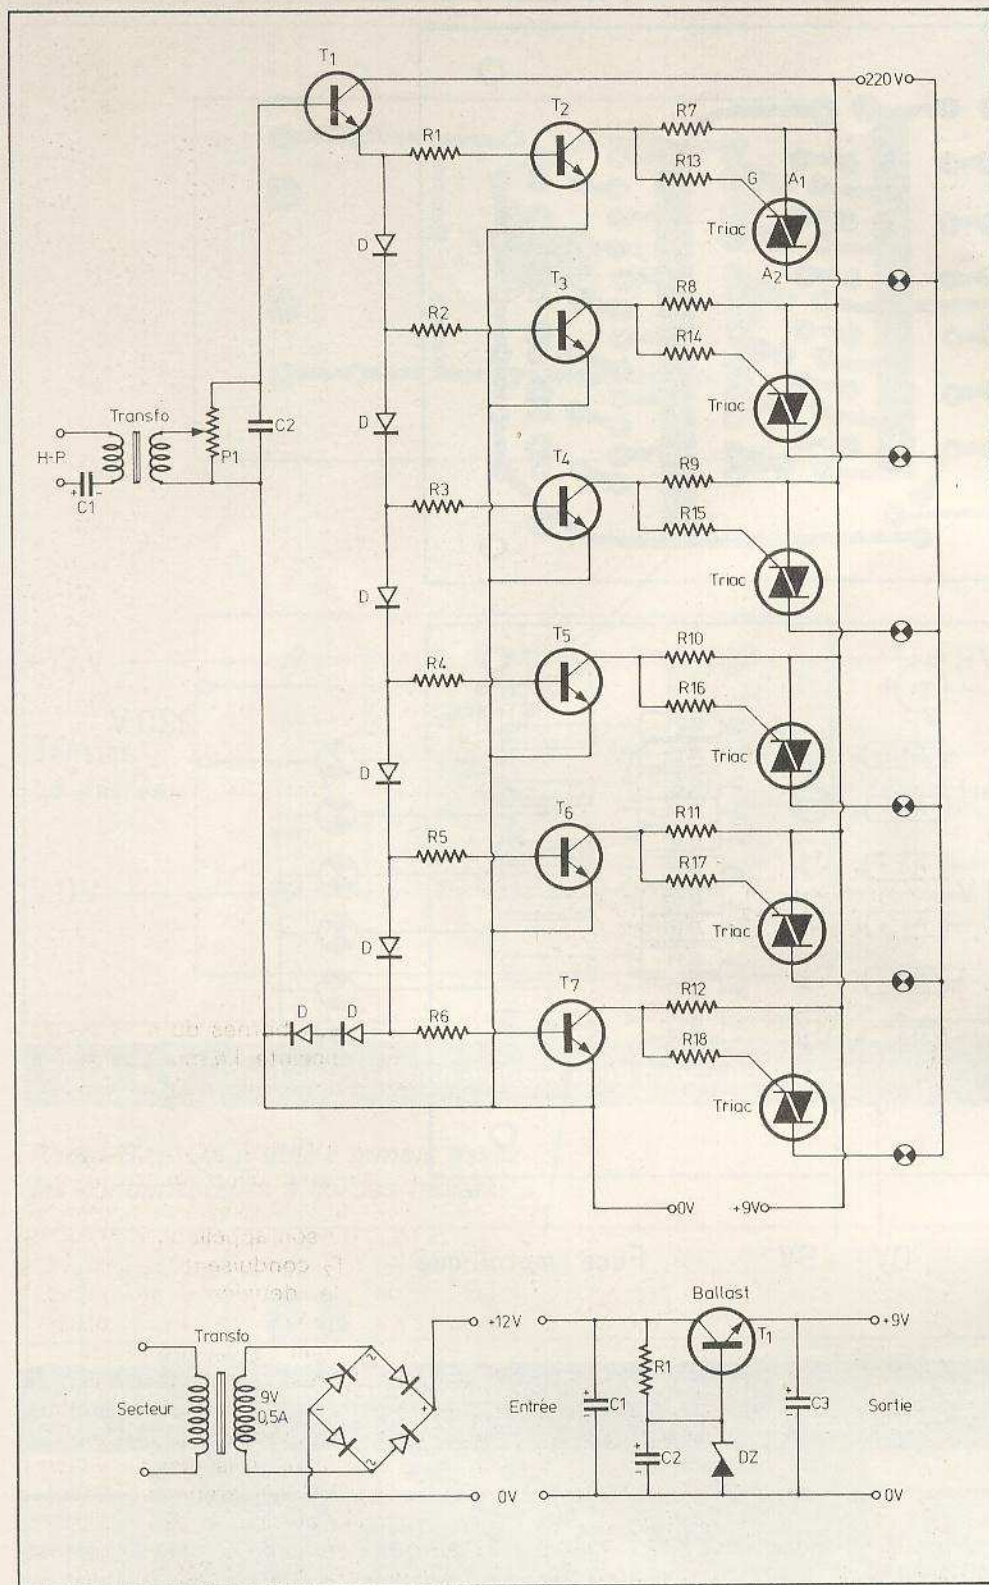 T1
220V
T2
R7
R1
R13
G
A1
Triac
D
A2
T3
R8
R2
R14
Transfo
D
Triac
H-P
P1
C2
C1
+ -
T4
R9
R3
R15
D
Triac
T5
R10
R4
R16
D
Triac
T6
R11
R5
R17
D
Triac
T7
R12
D
D
R6
R18
Triac
0V
+9V
Ballast
Transfo
+12V
+9V
T1
R1
Secteur
9V
0,5A
-
+
Entrée
+
-
C1
+
-
C3
Sortie
+
-
C2
DZ
0V
0V